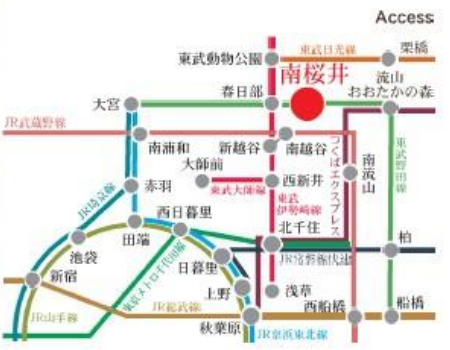 Access
東武動物公園
東武日光線
栗橋
南桜井
春日部
流山
おおたかの森
大宮
JR武蔵野線
南浦和
新越谷
南越谷
つくばエクスプレス
南流山
東武野田線
大師前
東武大師線
西新井
赤羽
JR埼京線
東武
伊勢崎線
西日暮里
北千住
田端
柏
池袋
日暮里
JR常磐線快速
東京メトロ千代田線
新宿
上野
浅草
JR総武線
西船橋
船橋
JR山手線
秋葉原
JR京浜東北線